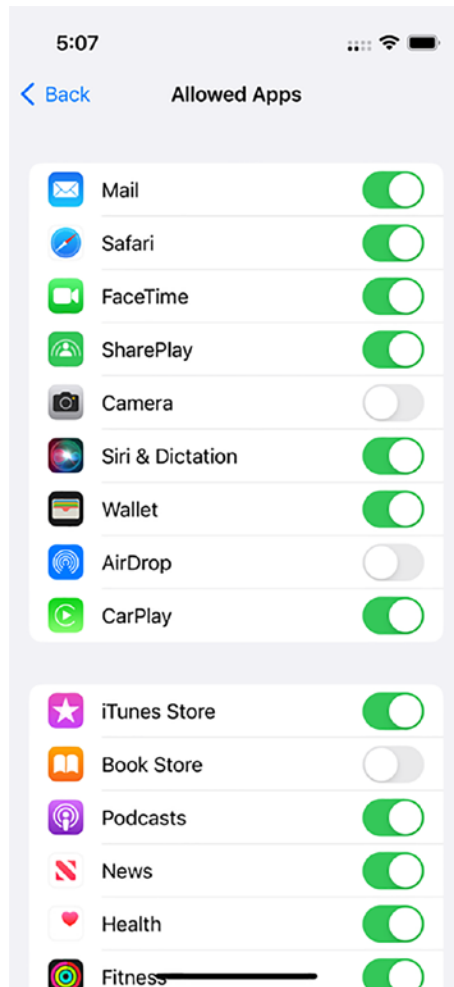 5:07
Back Allowed Apps
Mail
Safari
FaceTime
SharePlay
Camera
Siri & Dictation
Wallet
AirDrop
CarPlay
iTunes Store
Book Store
Podcasts
News
Health
Fitness